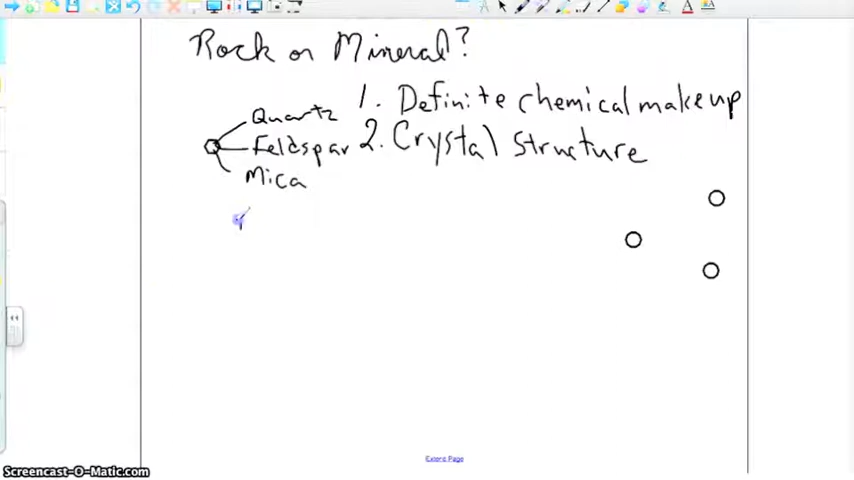 Rock or Mineral?
1. Definite chemical makeup
Quartz
Feldspar
2. Crystal Structure
Mica
Extend Page
Screencast-O-Matic.com